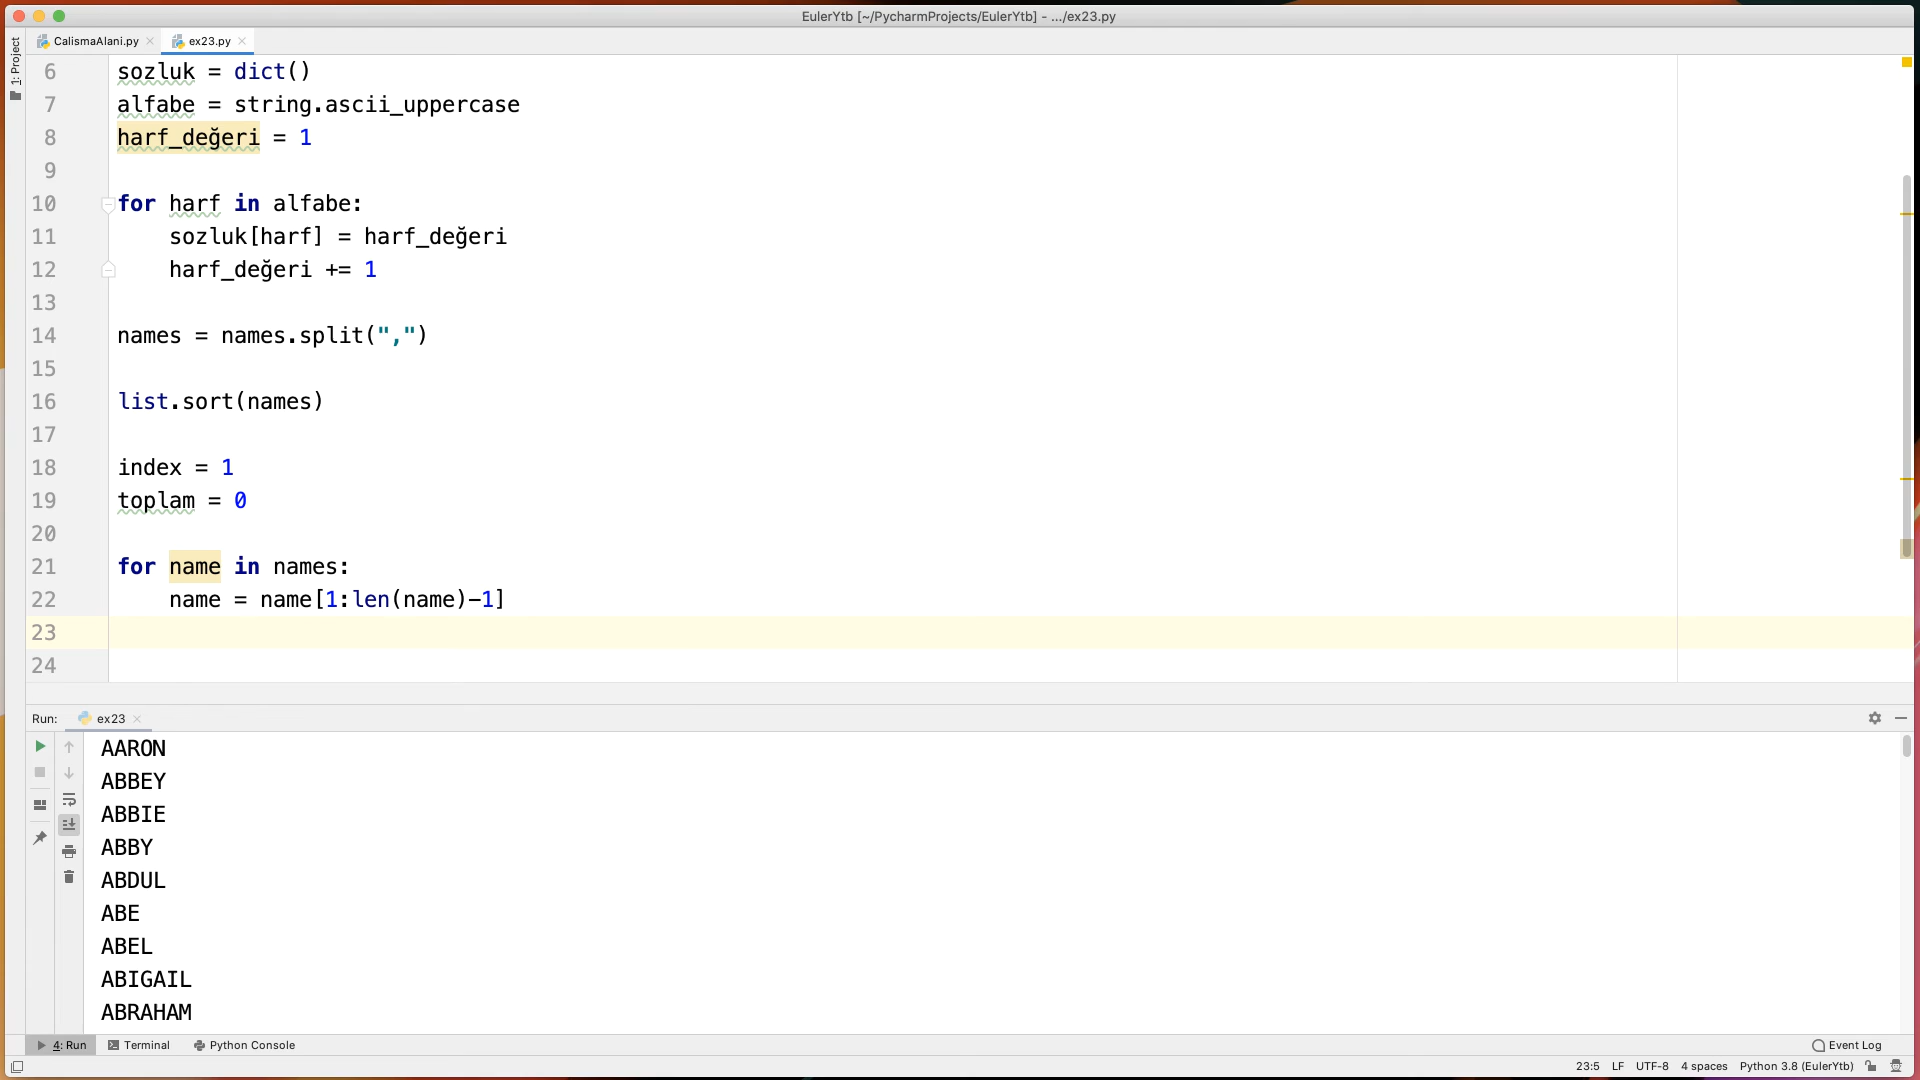 EulerYtb [~/PycharmProjects/EulerYtb] - .../ex23.py
CalismaAlani.py
ex23.py
1: Project
6 sozluk = dict()
7 alfabe = string.ascii_uppercase
8 harf_değeri = 1
9
10 for harf in alfabe:
11 sozluk[harf] = harf_değeri
12 harf_değeri += 1
13
14 names = names.split(",")
15
16 list.sort(names)
17
18 index = 1
19 toplam = 0
20
21 for name in names:
22 name = name[1:len(name)-1]
23
24
Run: ex23
AARON
ABBEY
ABBIE
ABBY
ABDUL
ABE
ABEL
ABIGAIL
ABRAHAM
4: Run Terminal Python Console Event Log
23:5 LF UTF-8 4 spaces Python 3.8 (EulerYtb)